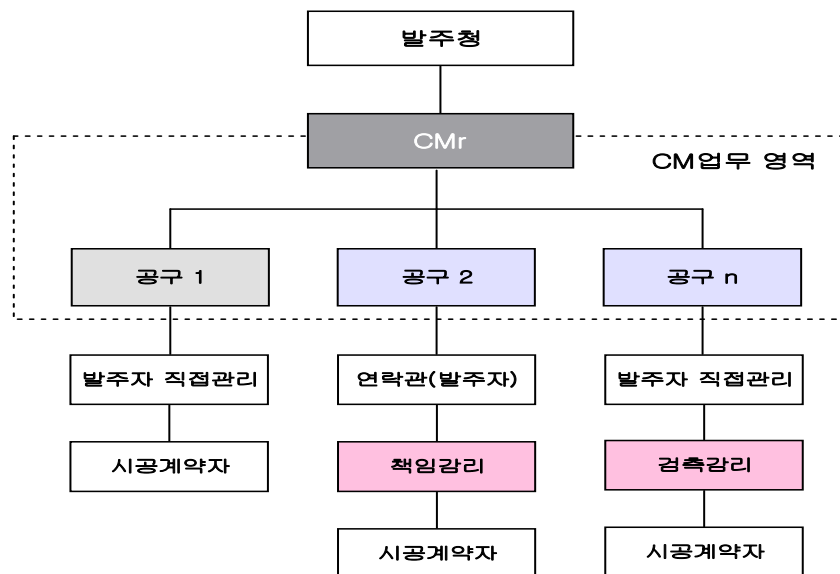 발주청
CMr
CM업무 영역
공구 1
공구 2
공구 n
발주자 직접관리
연락관(발주자)
발주자 직접관리
시공계약자
책임감리
검측감리
시공계약자
시공계약자